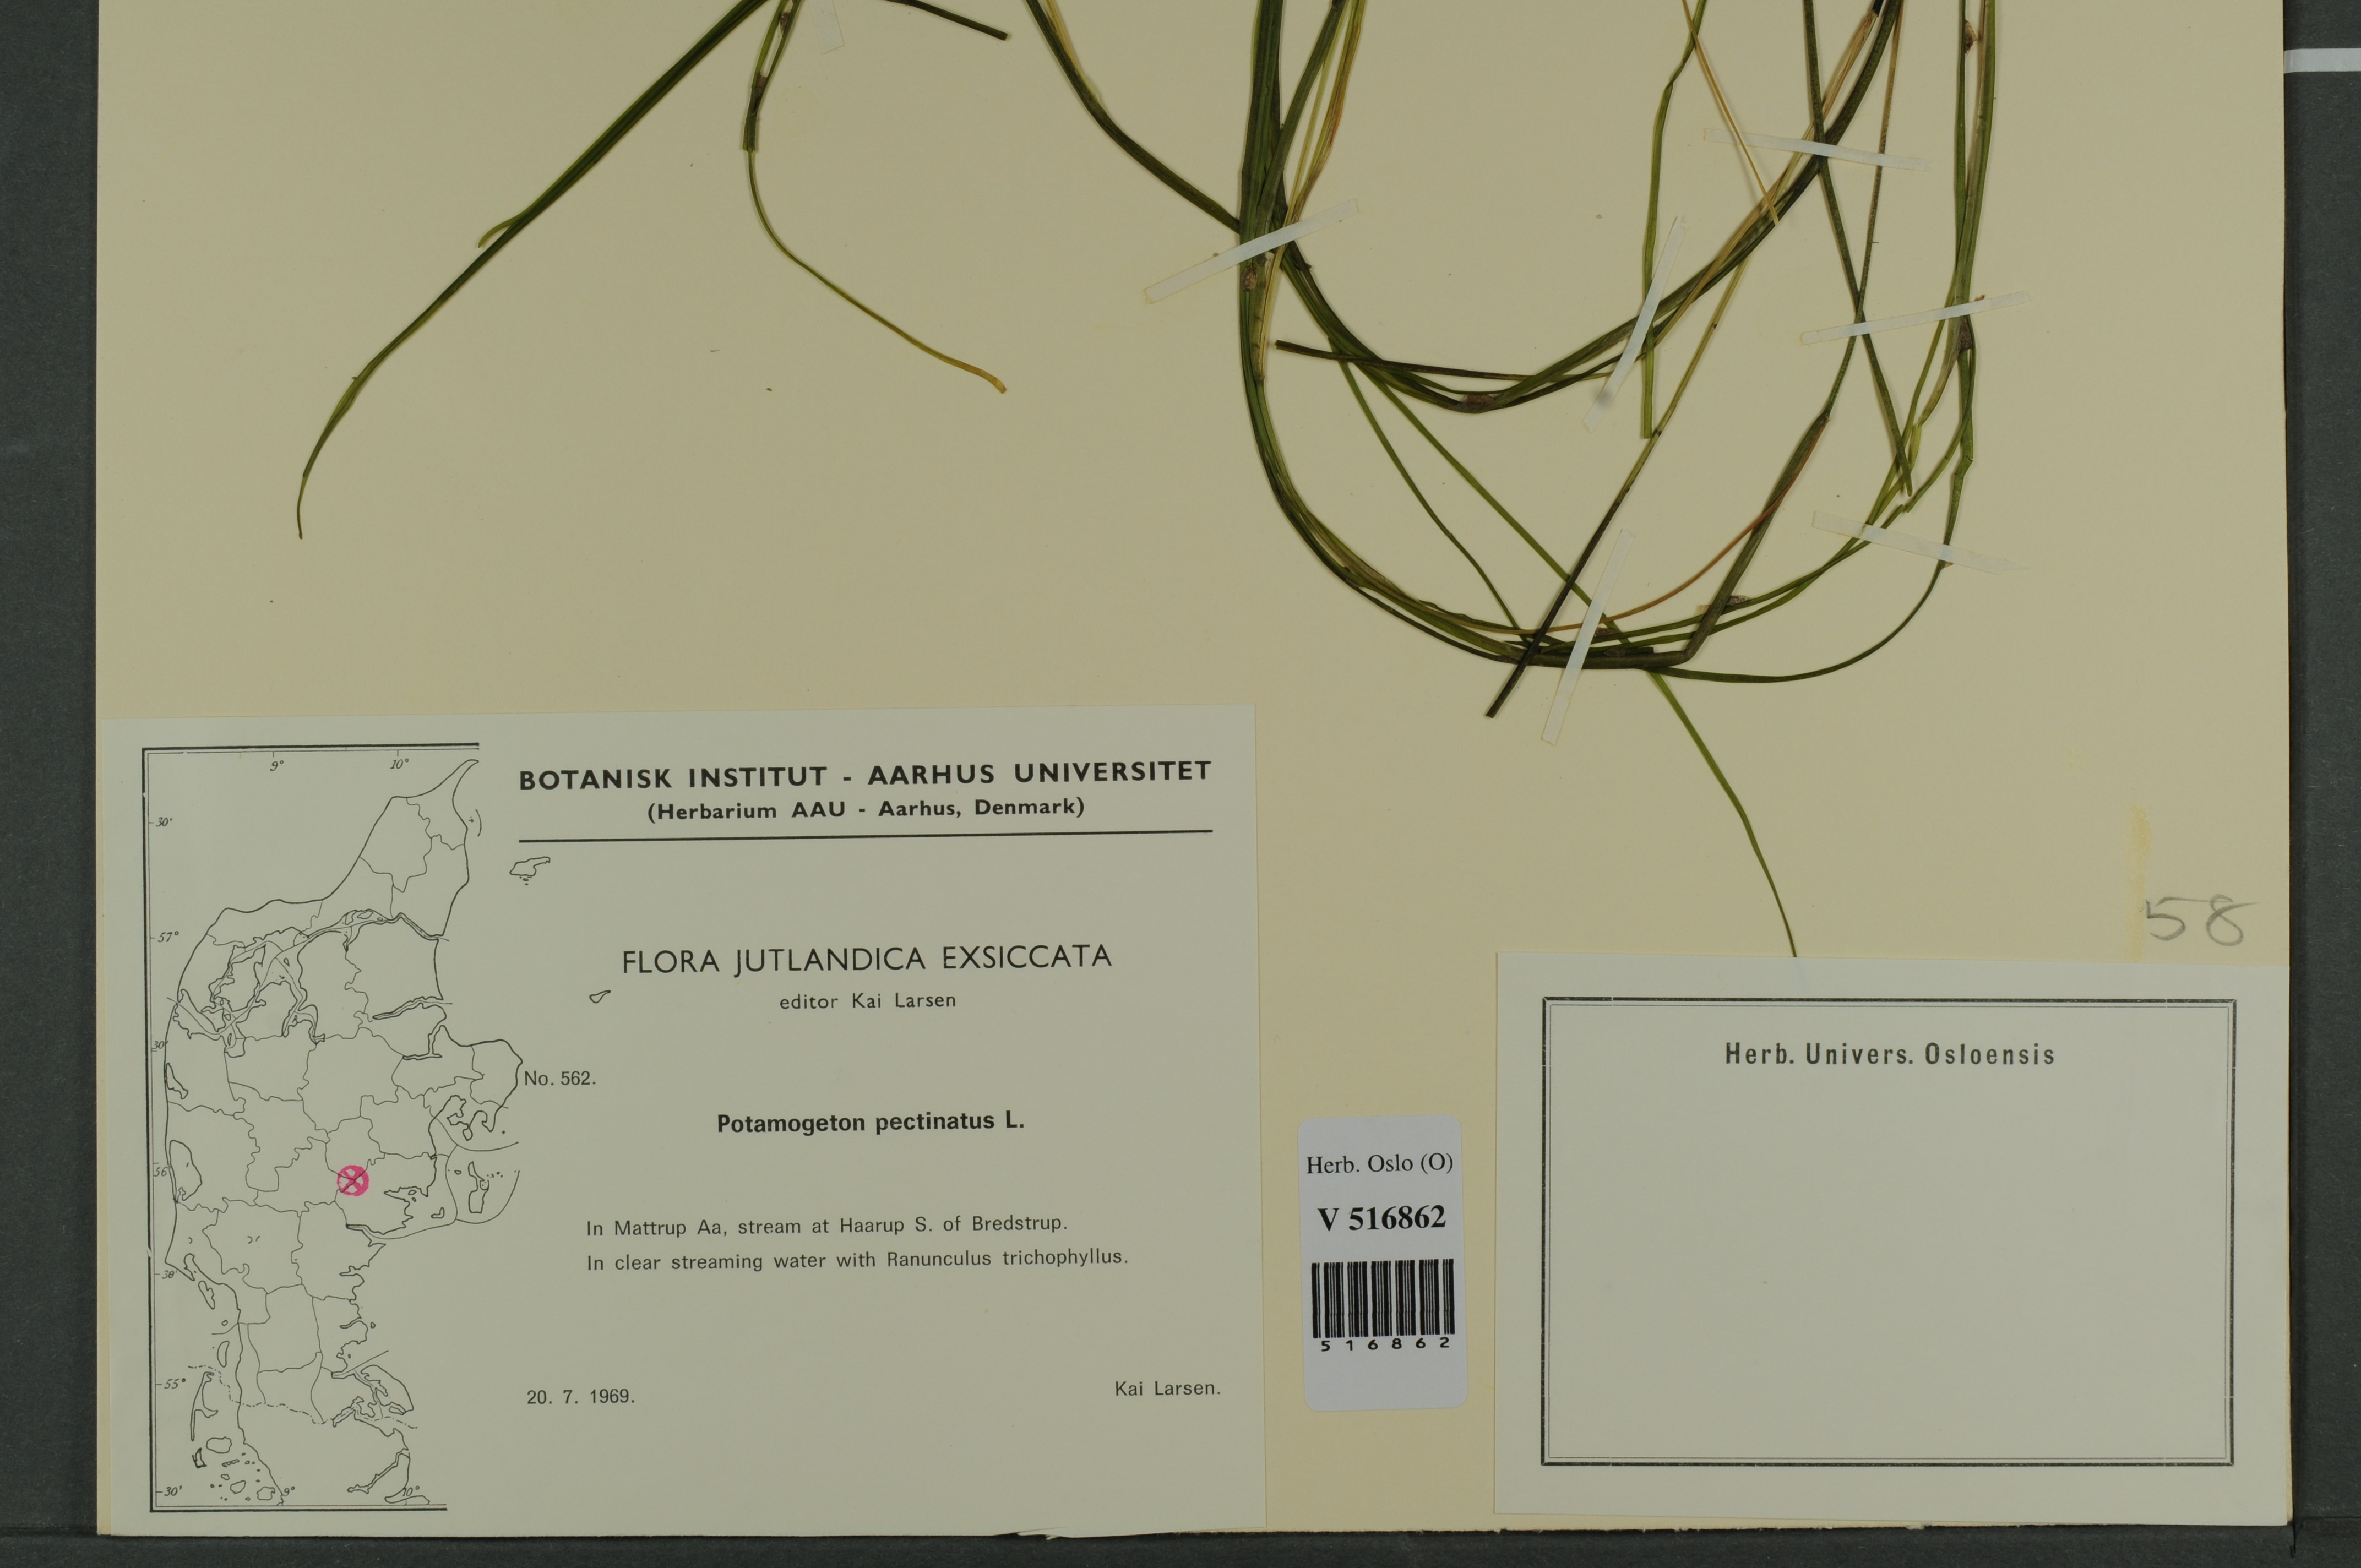 58
BOTANISK INSTITUT - AARHUS UNIVERSITET
(Herbarium AAU - Aarhus, Denmark)
FLORA JUTLANDICA EXSICCATA
editor Kai Larsen
No. 562.
Potamogeton pectinatus L.
In Mattrup Aa, stream at Haarup S. of Bredstrup.
In clear streaming water with Ranunculus trichophyllus.
20. 7. 1969.
Kai Larsen.
9° 10°
30'
57°
30'
56°
30'
55°
30'
9° 10°
Herb. Oslo (O)
V 516862
516862
Herb. Univers. Osloensis